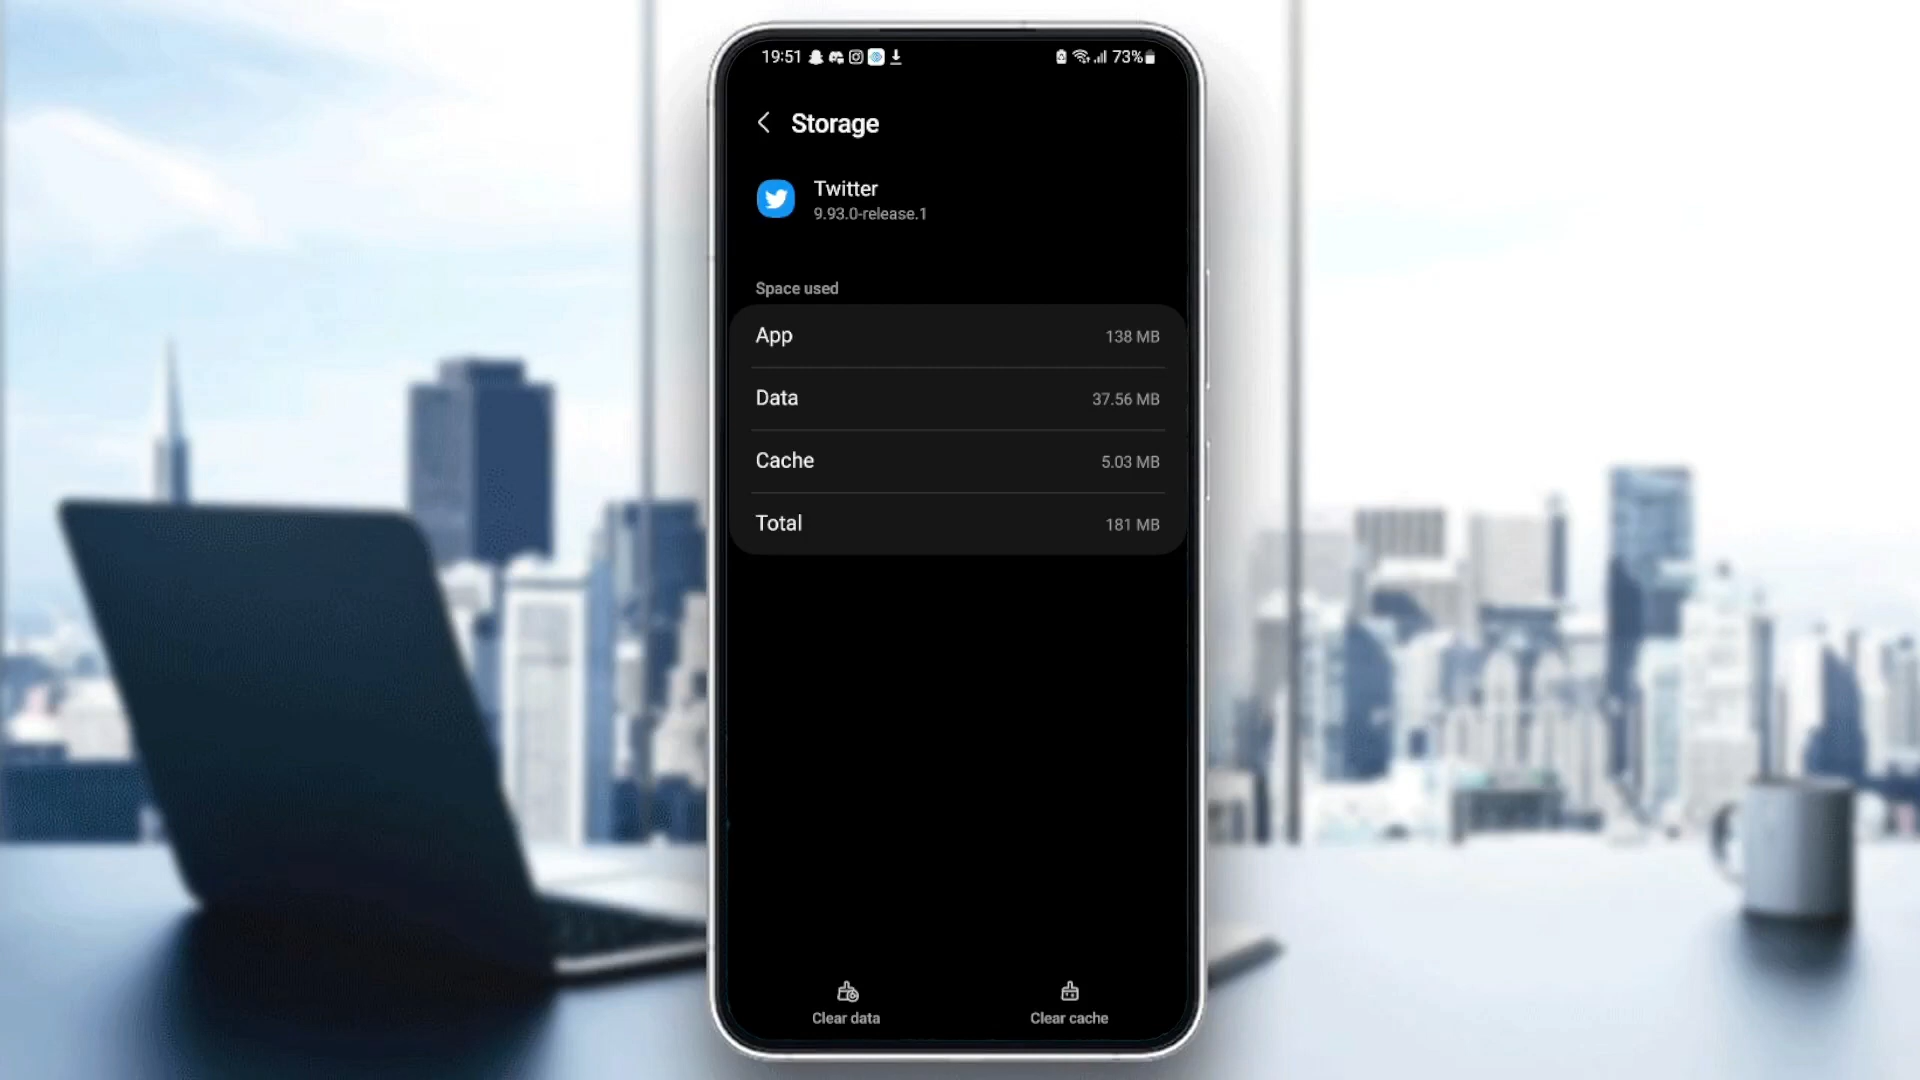 19:51 73%
Storage
Twitter
9.93.0-release.1
Space used
App 138 MB
Data 37.56 MB
Cache 5.03 MB
Total 181 MB
Clear data Clear cache